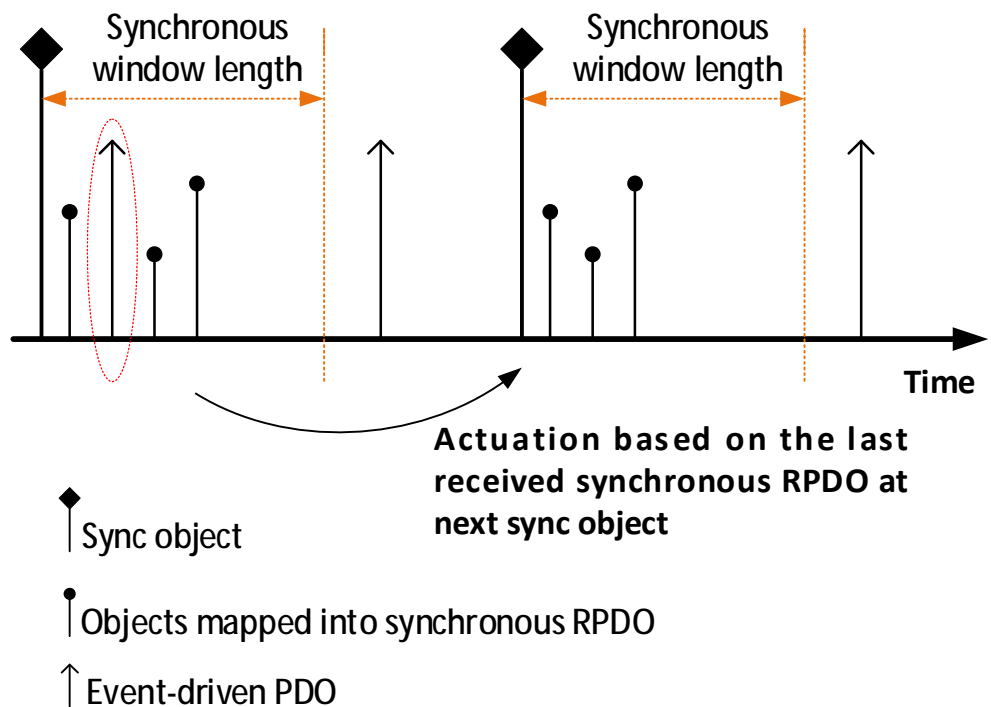 Synchronous
window length
Synchronous
window length
Time
Actuation based on the last
received synchronous RPDO at
next sync object
Sync object
Objects mapped into synchronous RPDO
Event-driven PDO